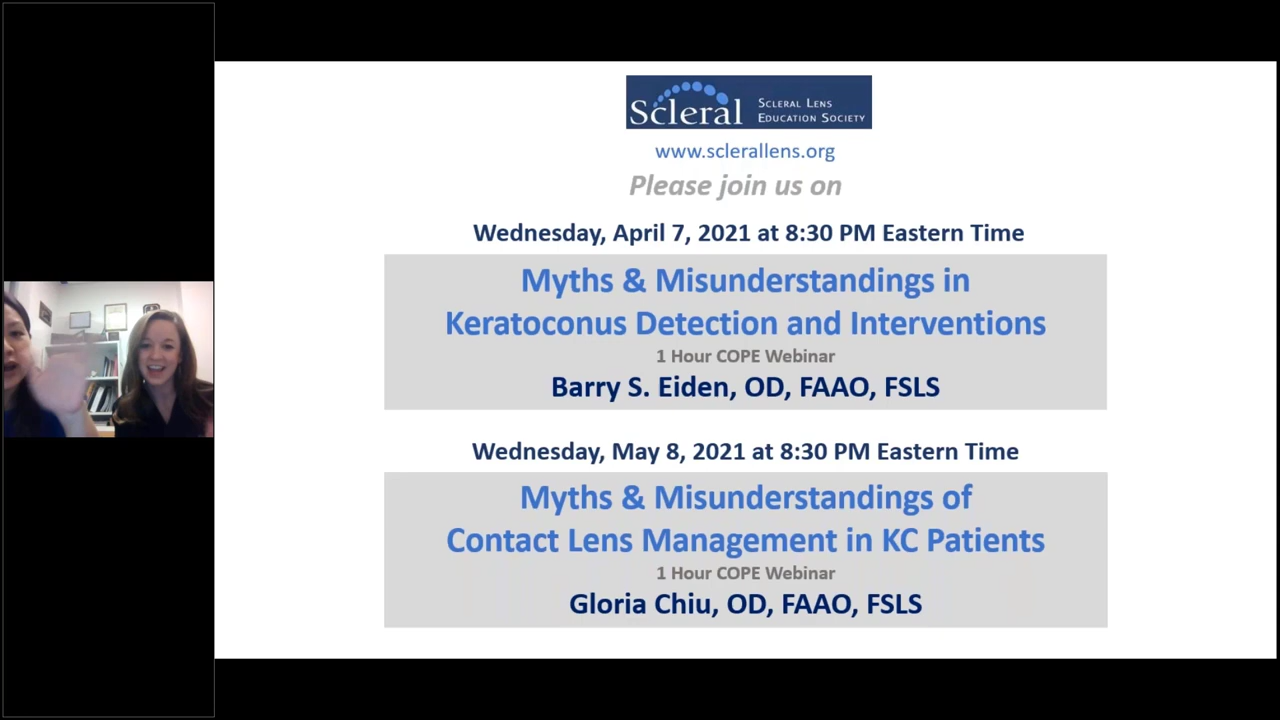 Scleral
SCLERAL LENS
EDUCATION SOCIETY
www.sclerallens.org
Please join us on
Wednesday, April 7, 2021 at 8:30 PM Eastern Time
Myths & Misunderstandings in
Keratoconus Detection and Interventions
1 Hour COPE Webinar
Barry S. Eiden, OD, FAAO, FSLS
Wednesday, May 8, 2021 at 8:30 PM Eastern Time
Myths & Misunderstandings of
Contact Lens Management in KC Patients
1 Hour COPE Webinar
Gloria Chiu, OD, FAAO, FSLS